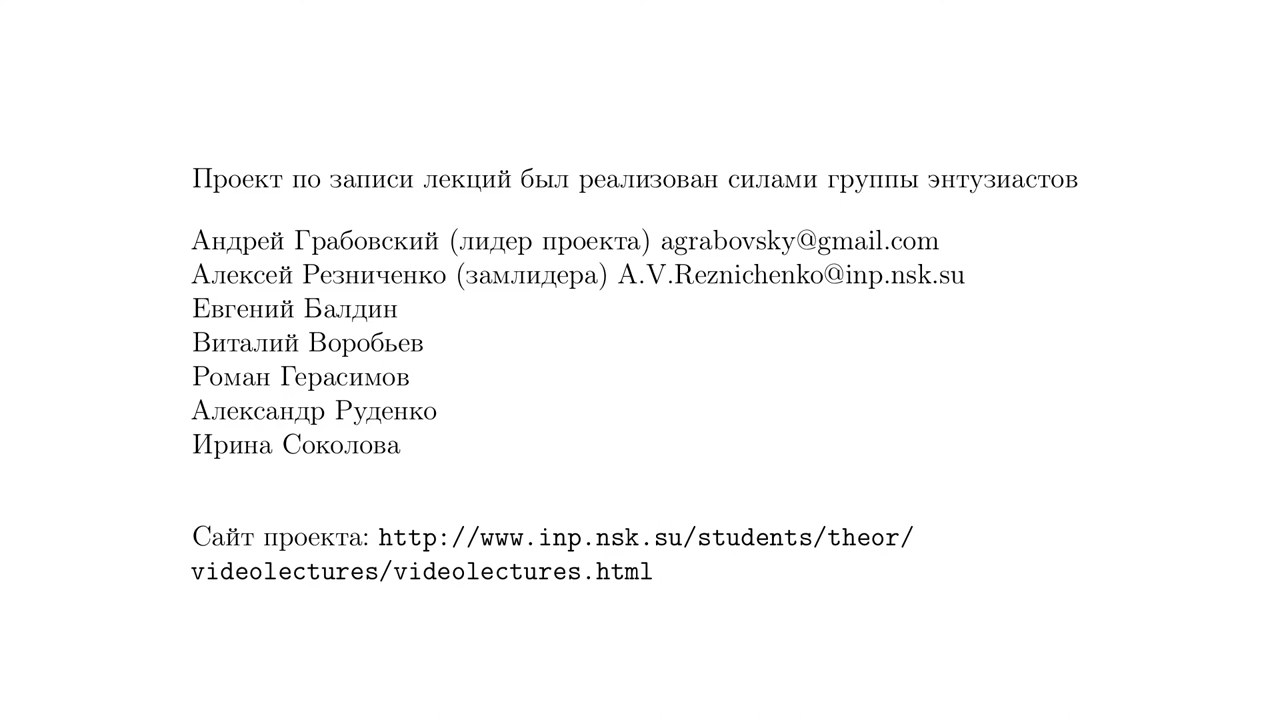 Проект по записи лекций был реализован силами группы энтузиастов
Андрей Грабовский (лидер проекта) agrabovsky@gmail.com
Алексей Резниченко (замлидера) A.V.Reznichenko@inp.nsk.su
Евгений Балдин
Виталий Воробьев
Роман Герасимов
Александр Руденко
Ирина Соколова
Сайт проекта: http://www.inp.nsk.su/students/theor/
videolectures/videolectures.html